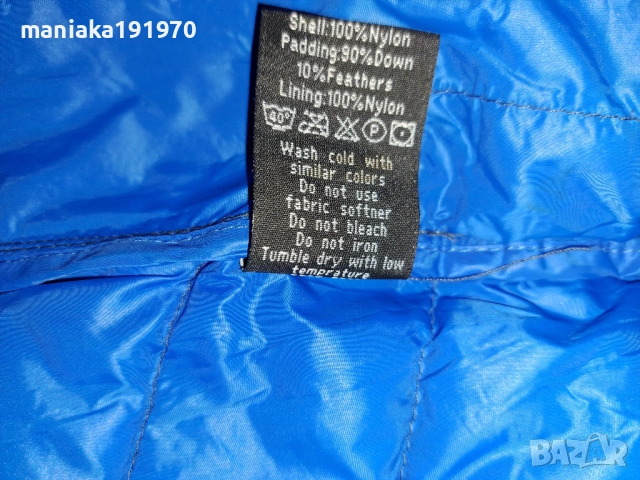 maniaka191970
Shell:100%Nylon
Padding:90%Down
10%Feathers
Lining:100%Nylon
40° P
Wash cold with
similar colors
Do not use
fabric softner
Do not bleach
Do not iron
Tumble dry with low
temprature
BAZAR